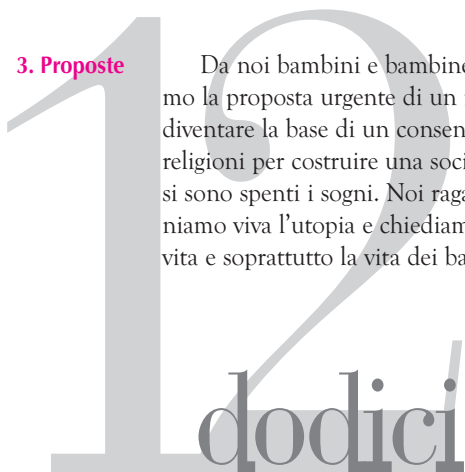 3. Proposte
Da noi bambini e bambine
mo la proposta urgente di un
diventare la base di un consen
religioni per costruire una soci
si sono spenti i sogni. Noi raga
niamo viva l'utopia e chiediam
vita e soprattutto la vita dei ba
12
dodici